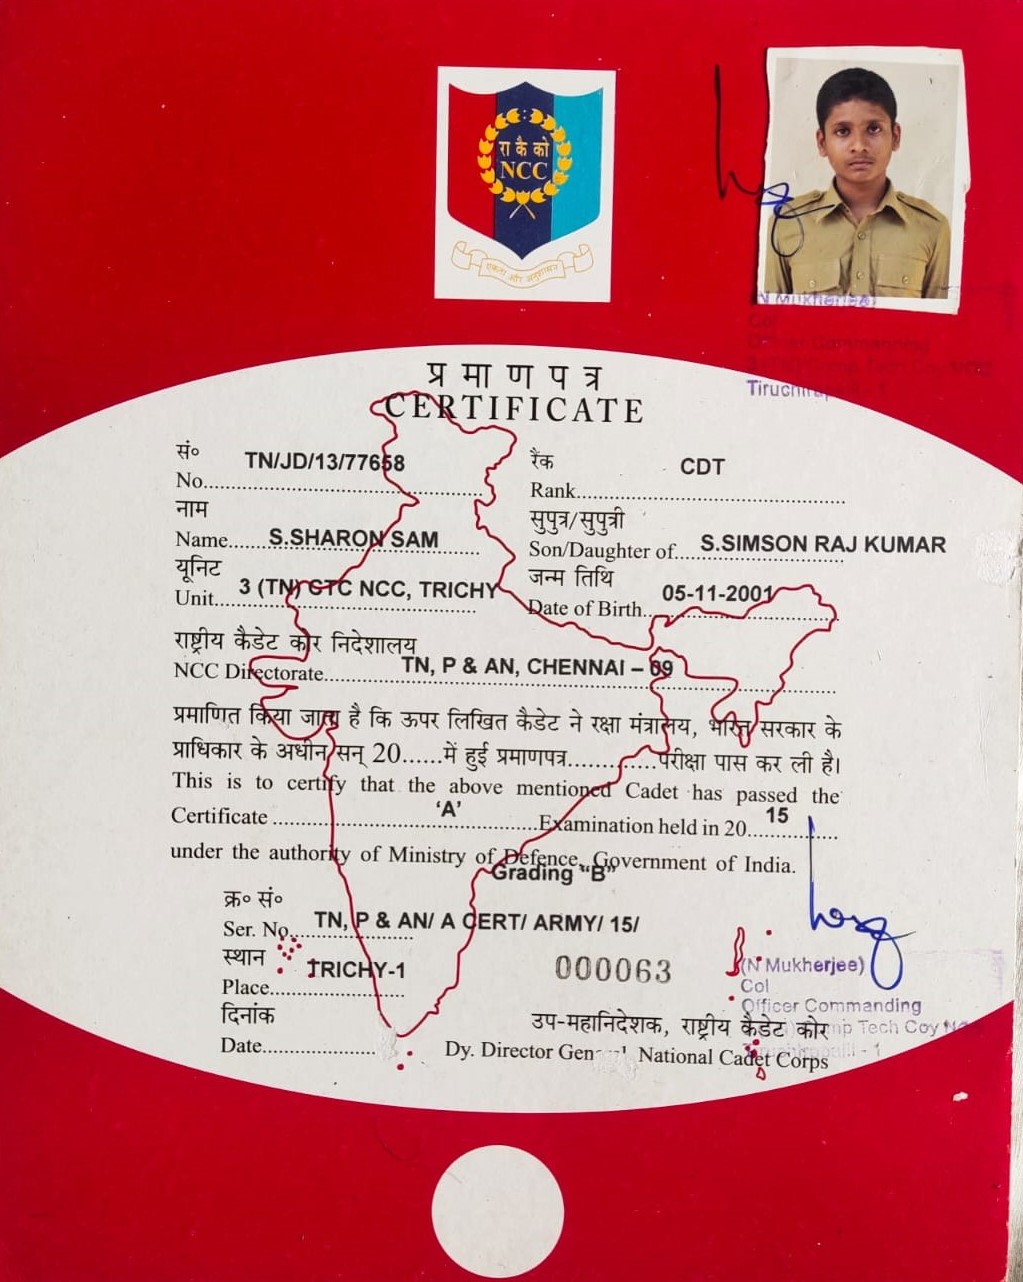 रा कै को
NCC
एकता और अनुशासन
(N Mukherjee)
Col
Officer Commanding
Comp Tech Coy NCC
प्रमाणपत्र
CERTIFICATE
सं० TN/JD/13/77658
No.
रैंक CDT
Rank
नाम
Name S.SHARON SAM
सुपुत्र/सुपुत्री
Son/Daughter of S.SIMSON RAJ KUMAR
यूनिट
Unit 3 (TN) CTC NCC, TRICHY
जन्म तिथि
Date of Birth 05-11-2001
राष्ट्रीय कैडेट कोर निदेशालय
NCC Directorate TN, P & AN, CHENNAI – 09
प्रमाणित किया जाता है कि ऊपर लिखित कैडेट ने रक्षा मंत्रालय, भारत सरकार के
प्राधिकार के अधीन सन् 20......में हुई प्रमाणपत्र...............परीक्षा पास कर ली है।
This is to certify that the above mentioned Cadet has passed the
Certificate 'A' Examination held in 20 15
under the authority of Ministry of Defence, Government of India.
Grading "B"
क्र० सं०
Ser. No. TN, P & AN/ A CERT/ ARMY/ 15/
स्थान
Place TRICHY-1
000063
(N Mukherjee)
Col
Officer Commanding
Comp Tech Coy NCC
दिनांक
Date
उप-महानिदेशक, राष्ट्रीय कैडेट कोर
Dy. Director General National Cadet Corps